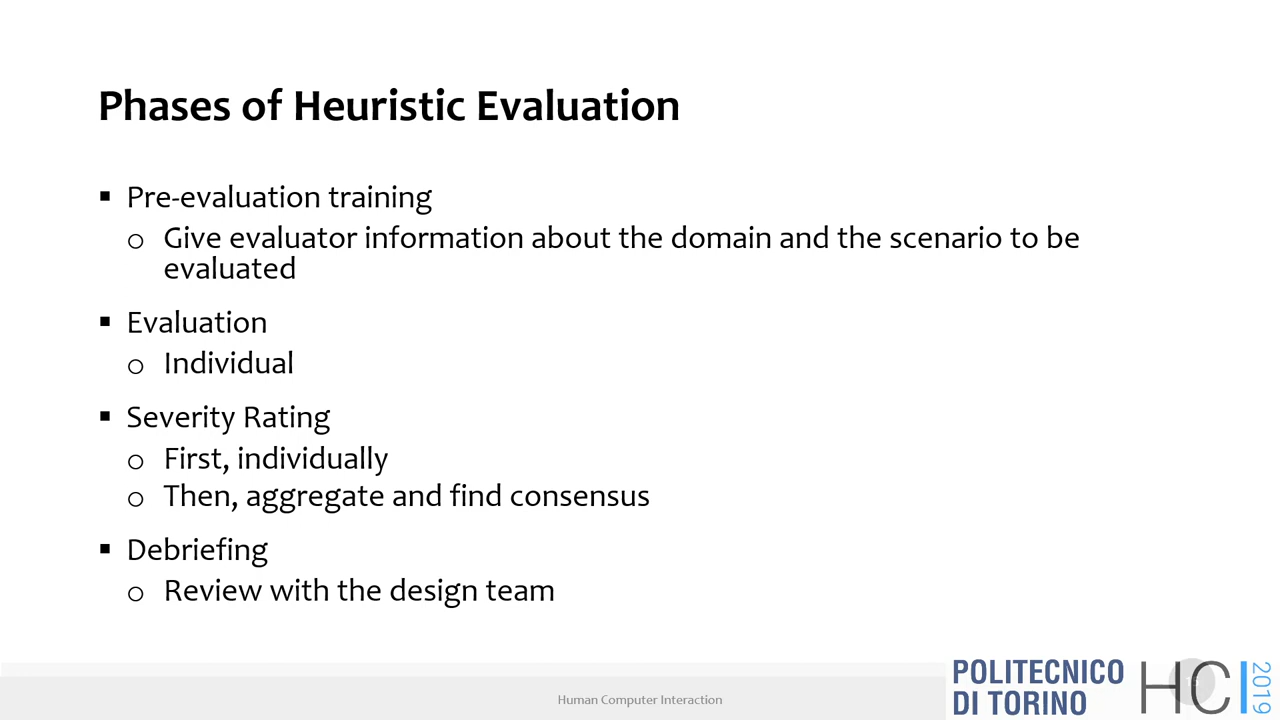 Phases of Heuristic Evaluation
▪ Pre-evaluation training
o Give evaluator information about the domain and the scenario to be
evaluated
▪ Evaluation
o Individual
▪ Severity Rating
o First, individually
o Then, aggregate and find consensus
▪ Debriefing
o Review with the design team
Human Computer Interaction
POLITECNICO
DI TORINO
HCI
2019